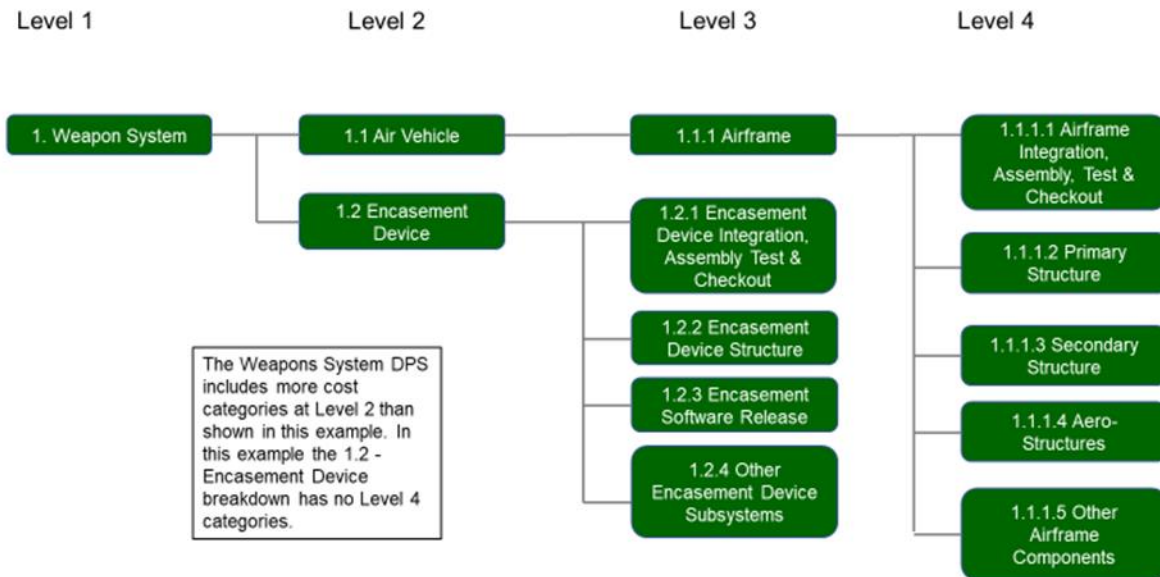 Level 1
Level 2
Level 3
Level 4
1. Weapon System
1.1 Air Vehicle
1.1.1 Airframe
1.1.1.1 Airframe
Integration,
Assembly, Test &
Checkout
1.2 Encasement
Device
1.2.1 Encasement
Device Integration,
Assembly Test &
Checkout
1.1.1.2 Primary
Structure
1.2.2 Encasement
Device Structure
1.1.1.3 Secondary
Structure
1.2.3 Encasement
Software Release
1.1.1.4 Aero-
Structures
1.2.4 Other
Encasement Device
Subsystems
1.1.1.5 Other
Airframe
Components
The Weapons System DPS
includes more cost
categories at Level 2 than
shown in this example. In
this example the 1.2 -
Encasement Device
breakdown has no Level 4
categories.